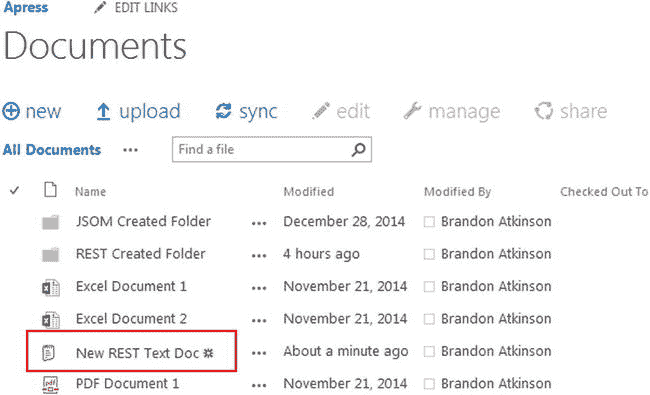 Apress EDIT LINKS
Documents
new upload sync edit manage share
All Documents ... Find a file
Name Modified Modified By Checked Out To
JSOM Created Folder ... December 28, 2014 Brandon Atkinson
REST Created Folder ... 4 hours ago Brandon Atkinson
Excel Document 1 ... November 21, 2014 Brandon Atkinson
Excel Document 2 ... November 21, 2014 Brandon Atkinson
New REST Text Doc ... About a minute ago Brandon Atkinson
PDF Document 1 ... November 21, 2014 Brandon Atkinson